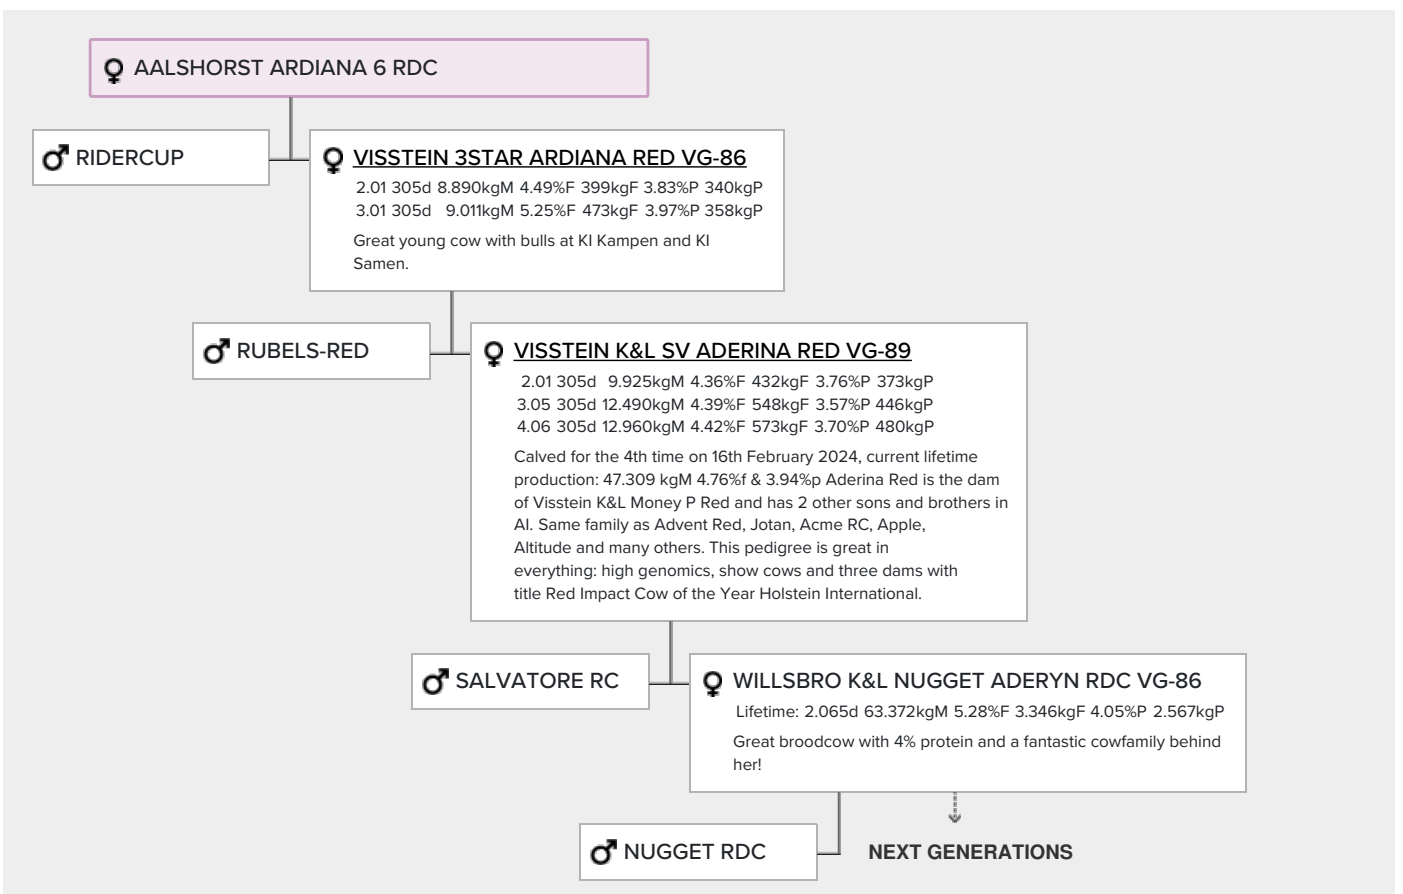 AALSHORST ARDIANA 6 RDC
RIDERCUP
VISSTEIN 3STAR ARDIANA RED VG-86
2.01 305d 8.890kgM 4.49%F 399kgF 3.83%P 340kgP
3.01 305d 9.011kgM 5.25%F 473kgF 3.97%P 358kgP
Great young cow with bulls at KI Kampen and KI
Samen.
RUBELS-RED
VISSTEIN K&L SV ADERINA RED VG-89
2.01 305d 9.925kgM 4.36%F 432kgF 3.76%P 373kgP
3.05 305d 12.490kgM 4.39%F 548kgF 3.57%P 446kgP
4.06 305d 12.960kgM 4.42%F 573kgF 3.70%P 480kgP
Calved for the 4th time on 16th February 2024, current lifetime
production: 47.309 kgM 4.76%f & 3.94%p Aderina Red is the dam
of Visstein K&L Money P Red and has 2 other sons and brothers in
AI. Same family as Advent Red, Jotan, Acme RC, Apple,
Altitude and many others. This pedigree is great in
everything: high genomics, show cows and three dams with
title Red Impact Cow of the Year Holstein International.
SALVATORE RC
WILLSBRO K&L NUGGET ADERYN RDC VG-86
Lifetime: 2.065d 63.372kgM 5.28%F 3.346kgF 4.05%P 2.567kgP
Great broodcow with 4% protein and a fantastic cowfamily behind
her!
NUGGET RDC
NEXT GENERATIONS